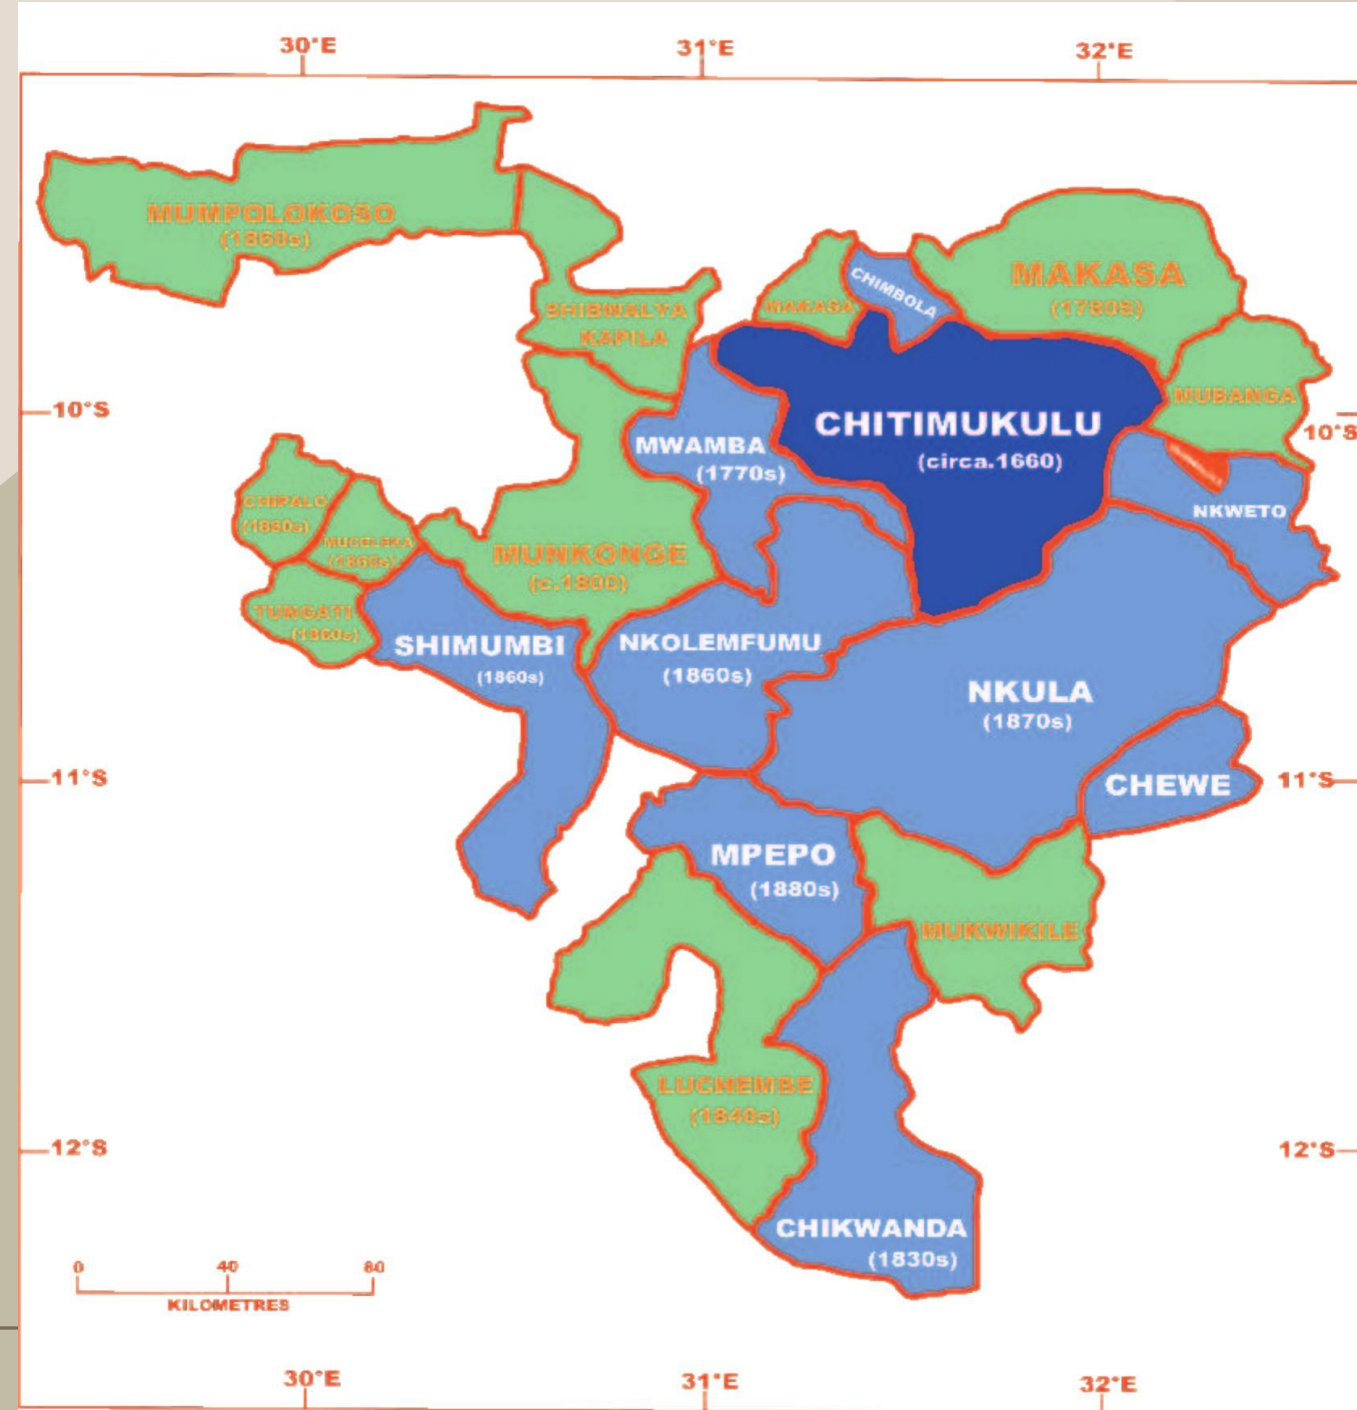 30°E
31°E
32°E
MUMPOLOKOSO
(1860s)
MAKASA
(1780S)
CHIMBOLA
MAKASA
SHIBWALYA
KAPILA
10°S
MUBANGA
CHITIMUKULU
(circa.1660)
10°S
MWAMBA
(1770s)
CHIPALO
NKWETO
MUNKONGE
(c.1800)
TUNGATI
(1860s)
SHIMUMBI
(1860s)
NKOLEMFUMU
(1860s)
NKULA
(1870s)
11°S
CHEWE
11°S
MPEPO
(1880s)
MUKWIKILE
LUCHEMBE
(1840s)
12°S
12°S
CHIKWANDA
(1830s)
0 40 80
KILOMETRES
30°E
31°E
32°E